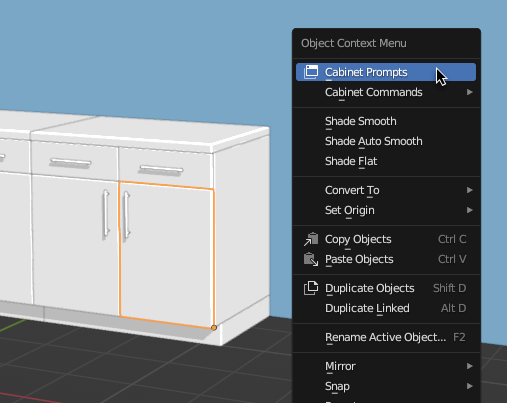 Object Context Menu
Cabinet Prompts
Cabinet Commands
Shade Smooth
Shade Auto Smooth
Shade Flat
Convert To
Set Origin
Copy Objects Ctrl C
Paste Objects Ctrl V
Duplicate Objects Shift D
Duplicate Linked Alt D
Rename Active Object... F2
Mirror
Snap